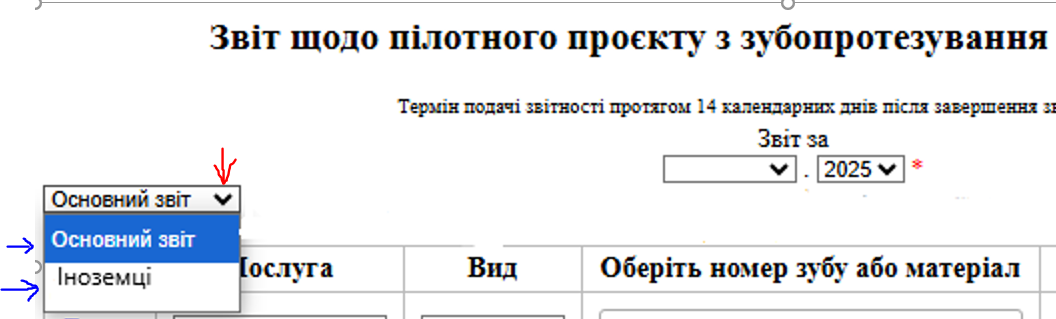 Звіт щодо пілотного проєкту з зубопротезування
Термін подачі звітності протягом 14 календарних днів після завершення
Звіт за
. 2025 *
Основний звіт
Основний звіт
Іноземці
Послуга Вид Оберіть номер зубу або матеріал